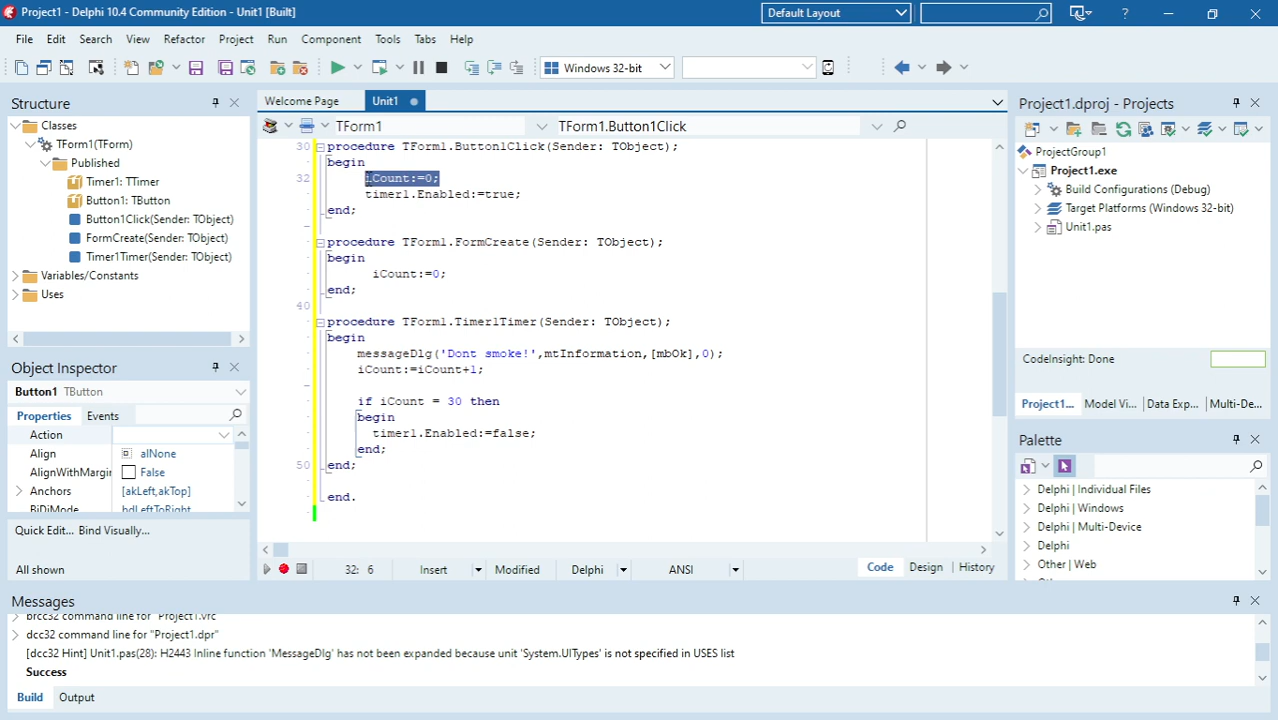 Project1 - Delphi 10.4 Community Edition - Unit1 [Built]
Default Layout
?
File Edit Search View Refactor Project Run Component Tools Tabs Help
Windows 32-bit
Structure
Classes
TForm1(TForm)
Published
Timer1: TTimer
Button1: TButton
Button1Click(Sender: TObject)
FormCreate(Sender: TObject)
Timer1Timer(Sender: TObject)
Variables/Constants
Uses
Object Inspector
Button1 TButton
Properties Events
Action
Align alNone
AlignWithMargin False
Anchors [akLeft,akTop]
BiDiMode bdLeftToRight
Quick Edit... Bind Visually...
All shown
Welcome Page Unit1
TForm1 TForm1.Button1Click
30 procedure TForm1.Button1Click(Sender: TObject);
begin
32 iCount:=0;
timer1.Enabled:=true;
end;
procedure TForm1.FormCreate(Sender: TObject);
begin
iCount:=0;
end;
40
procedure TForm1.Timer1Timer(Sender: TObject);
begin
messageDlg('Dont smoke!',mtInformation,[mbOk],0);
iCount:=iCount+1;
if iCount = 30 then
begin
timer1.Enabled:=false;
end;
50 end;
end.
32: 6 Insert Modified Delphi ANSI Code Design History
Project1.dproj - Projects
ProjectGroup1
Project1.exe
Build Configurations (Debug)
Target Platforms (Windows 32-bit)
Unit1.pas
CodeInsight: Done
Project1... Model Vi... Data Exp... Multi-De...
Palette
Delphi | Individual Files
Delphi | Windows
Delphi | Multi-Device
Delphi
Other | Web
Messages
brcc32 command line for "Project1.vrc"
dcc32 command line for "Project1.dpr"
[dcc32 Hint] Unit1.pas(28): H2443 Inline function 'MessageDlg' has not been expanded because unit 'System.UITypes' is not specified in USES list
Success
Build Output